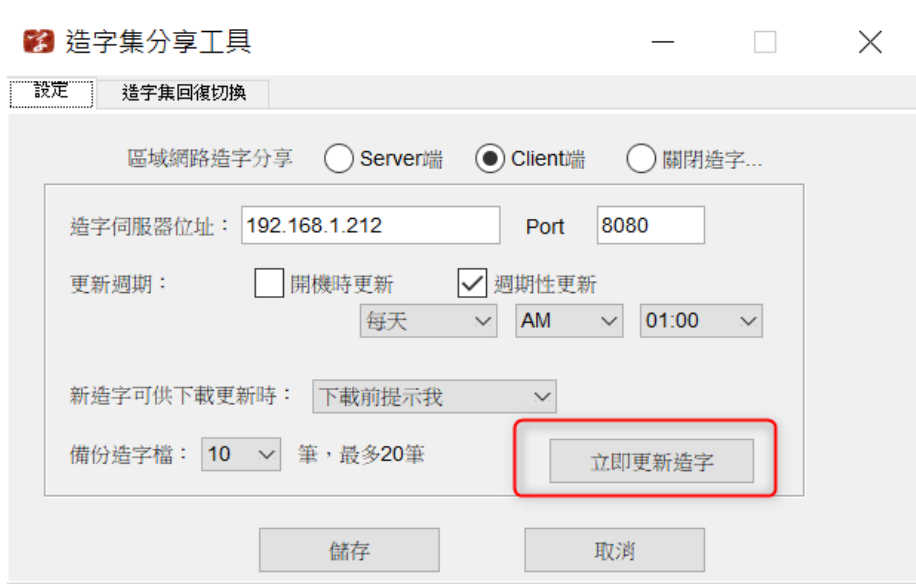 造字集分享工具
設定 造字集回復切換
區域網路造字分享 Server端 Client端 關閉造字...
造字伺服器位址： 192.168.1.212 Port 8080
更新週期： 開機時更新 週期性更新
每天 AM 01:00
新造字可供下載更新時： 下載前提示我
備份造字檔： 10 筆，最多20筆 立即更新造字
儲存 取消